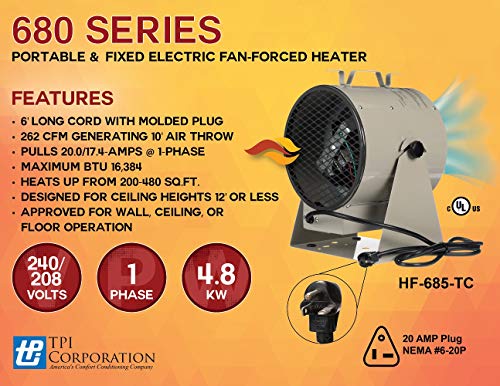 680 SERIES
PORTABLE & FIXED ELECTRIC FAN-FORCED HEATER
FEATURES
• 6' LONG CORD WITH MOLDED PLUG
• 262 CFM GENERATING 10' AIR THROW
• PULLS 20.0/17.4-AMPS @ 1-PHASE
• MAXIMUM BTU 16,384
• HEATS UP FROM 200-480 SQ.FT.
• DESIGNED FOR CEILING HEIGHTS 12' OR LESS
• APPROVED FOR WALL, CEILING, OR
FLOOR OPERATION
240/
208
VOLTS
1
PHASE
4.8
KW
c UL us
HF-685-TC
20 AMP Plug
NEMA #6-20P
TPI
CORPORATION
America's Comfort Conditioning Company